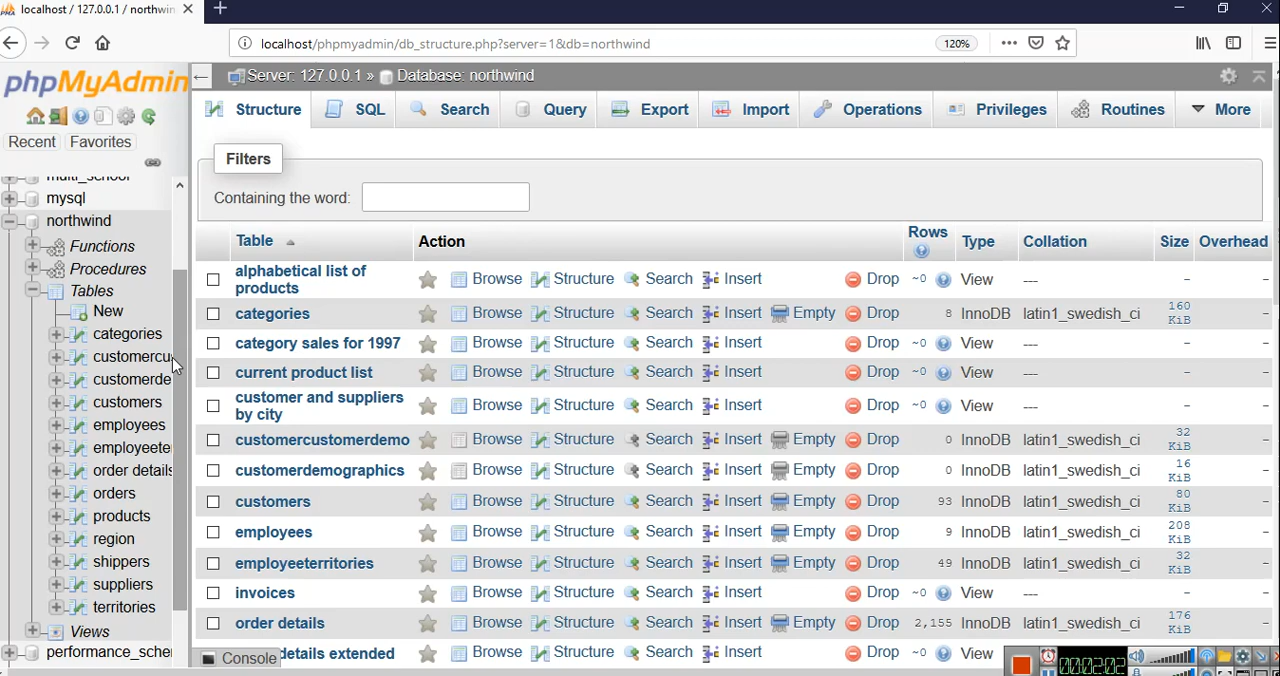 localhost / 127.0.0.1 / northwin
localhost/phpmyadmin/db_structure.php?server=1&db=northwind
120%
phpMyAdmin
Server: 127.0.0.1 » Database: northwind
Structure SQL Search Query Export Import Operations Privileges Routines More
Recent Favorites
multi_school
mysql
northwind
Functions
Procedures
Tables
New
categories
customercu
customerde
customers
employees
employeeter
order details
orders
products
region
shippers
suppliers
territories
Views
performance_schem
Filters
Containing the word:
Table Action Rows Type Collation Size Overhead
alphabetical list of
products Browse Structure Search Insert Drop ~0 View --- - -
categories Browse Structure Search Insert Empty Drop 8 InnoDB latin1_swedish_ci 160 KiB -
category sales for 1997 Browse Structure Search Insert Drop ~0 View --- - -
current product list Browse Structure Search Insert Drop ~0 View --- - -
customer and suppliers
by city Browse Structure Search Insert Drop ~0 View --- - -
customercustomerdemo Browse Structure Search Insert Empty Drop 0 InnoDB latin1_swedish_ci 32 KiB -
customerdemographics Browse Structure Search Insert Empty Drop 0 InnoDB latin1_swedish_ci 16 KiB -
customers Browse Structure Search Insert Empty Drop 93 InnoDB latin1_swedish_ci 80 KiB -
employees Browse Structure Search Insert Empty Drop 9 InnoDB latin1_swedish_ci 208 KiB -
employeeterritories Browse Structure Search Insert Empty Drop 49 InnoDB latin1_swedish_ci 32 KiB -
invoices Browse Structure Search Insert Drop ~0 View --- - -
order details Browse Structure Search Insert Empty Drop 2,155 InnoDB latin1_swedish_ci 176 KiB -
details extended Browse Structure Search Insert Drop ~0 View --- - -
Console
00:02:02